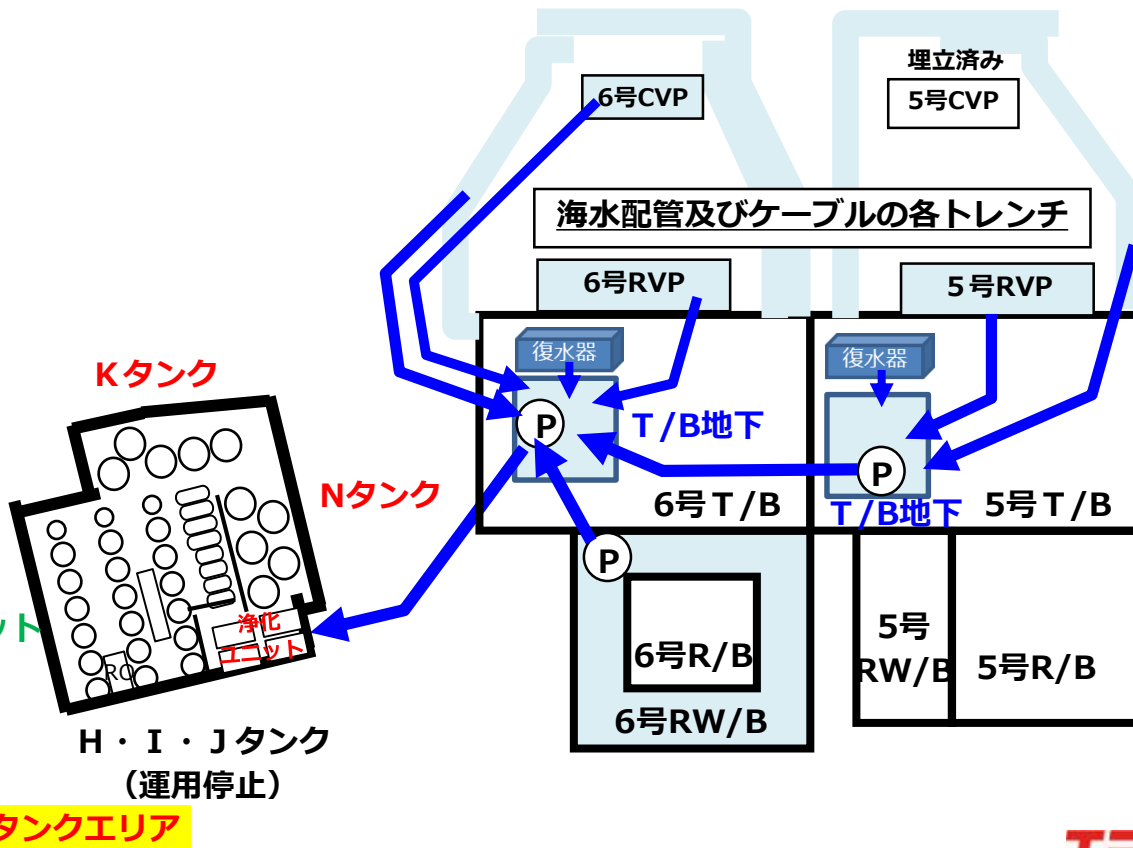 埋立済み
6号CVP
5号CVP
海水配管及びケーブルの各トレンチ
6号RVP
５号RVP
復水器
復水器
Ｋタンク
P
Ｔ/B地下
Nタンク
P
6号Ｔ/B
Ｔ/B地下
5号Ｔ/B
P
ット
浄化
ユニット
RO
6号R/B
5号
RW/B
5号R/B
6号RW/B
Ｈ・Ｉ・Ｊタンク
（運用停止）
タンクエリア